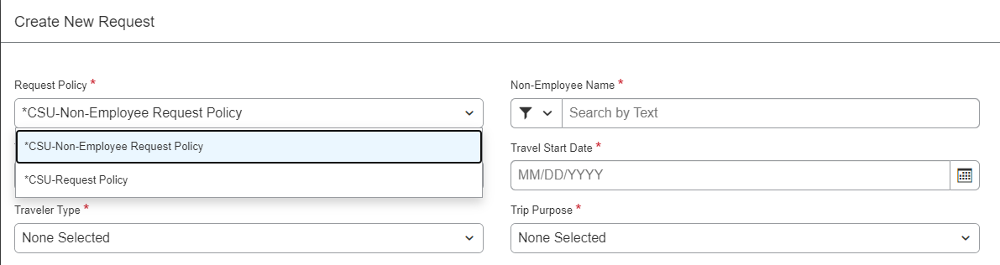 Create New Request
Request Policy *
Non-Employee Name *
*CSU-Non-Employee Request Policy
Search by Text
*CSU-Non-Employee Request Policy
Travel Start Date *
*CSU-Request Policy
MM/DD/YYYY
Traveler Type *
Trip Purpose *
None Selected
None Selected